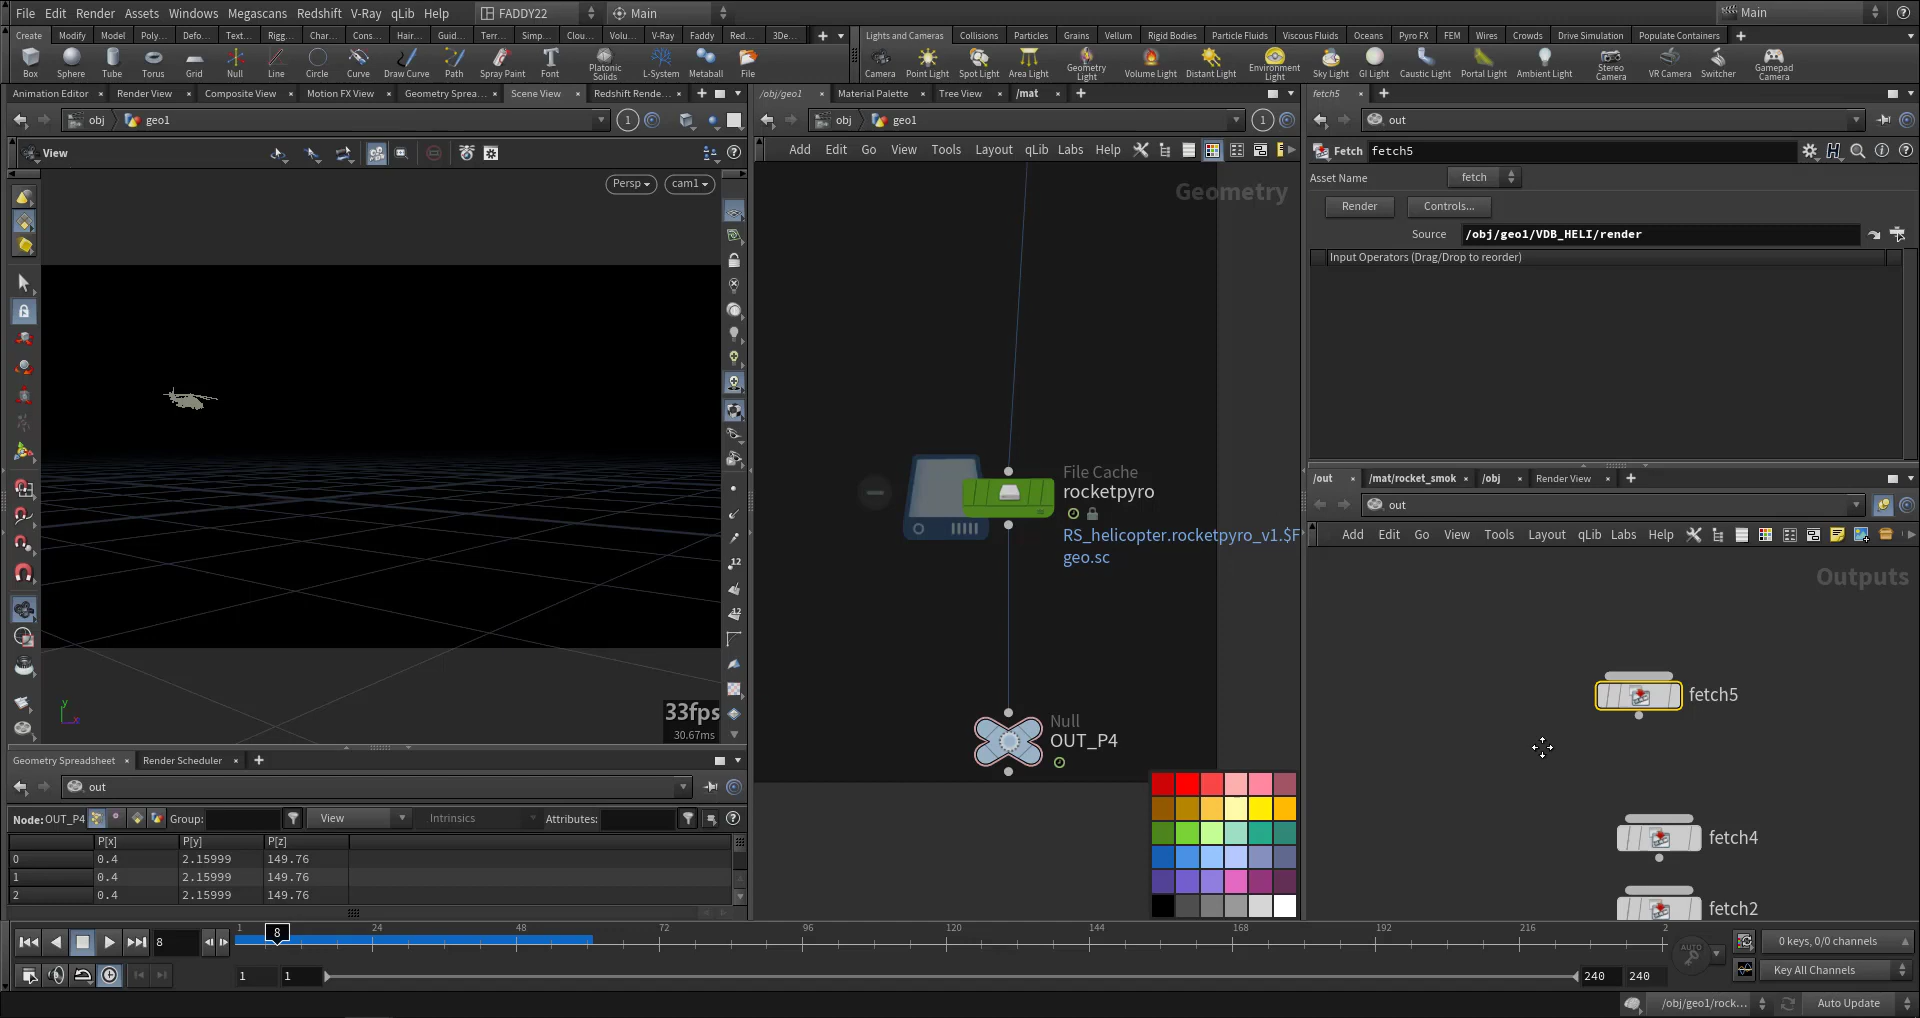 File Edit Render Assets Windows Megascans Redshift V-Ray qLib Help FADDY22 Main Main
Create Modify Model Poly... Defo... Text... Rigg... Char... Cons... Hair... Guid... Terr... Simp... Clou... Volu... V-Ray Faddy Red... 3De...
Lights and Cameras Collisions Particles Grains Vellum Rigid Bodies Particle Fluids Viscous Fluids Oceans Pyro FX FEM Wires Crowds Drive Simulation Populate Containers
Box Sphere Tube Torus Grid Null Line Circle Curve Draw Curve Path Spray Paint Font Platonic Solids L-System Metaball File
Camera Point Light Spot Light Area Light Geometry Light Volume Light Distant Light Environment Light Sky Light GI Light Caustic Light Portal Light Ambient Light Stereo Camera VR Camera Switcher Gamepad Camera
Animation Editor Render View Composite View Motion FX View Geometry Sprea... Scene View Redshift Rende...
obj geo1
1
View
Persp cam1
12
12
y
x
33fps
30.67ms
/obj/geo1 Material Palette Tree View /mat
obj geo1
1
Add Edit Go View Tools Layout qLib Labs Help
Geometry
File Cache
rocketpyro
RS_helicopter.rocketpyro_v1.$F
geo.sc
Null
OUT_P4
fetch5
out
Fetch fetch5
Asset Name fetch
Render Controls...
Source /obj/geo1/VDB_HELI/render
Input Operators (Drag/Drop to reorder)
/out /mat/rocket_smok /obj Render View
out
Add Edit Go View Tools Layout qLib Labs Help
Outputs
fetch5
fetch4
fetch2
Geometry Spreadsheet Render Scheduler
out
Node:OUT_P4 Group: View Intrinsics Attributes:
P[x] P[y] P[z]
0 0.4 2.15999 149.76
1 0.4 2.15999 149.76
2 0.4 2.15999 149.76
8
1 8 24 48 72 96 120 144 168 192 216 2
1 1 240 240
AUTO
0 keys, 0/0 channels
Key All Channels
/obj/geo1/rock... Auto Update